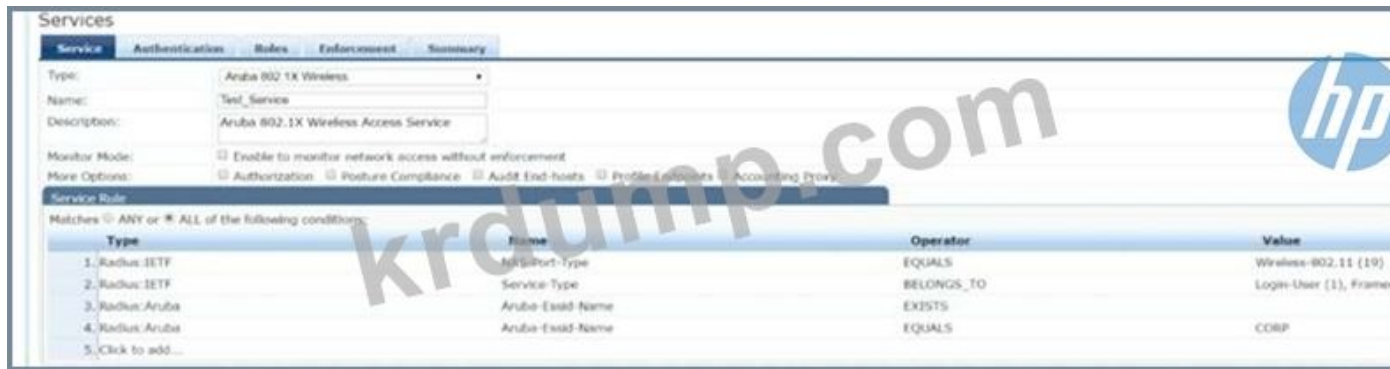 Services
Service Authentication Roles Enforcement Summary
Type: Aruba 802.1X Wireless
Name: Test_Service
Description: Aruba 802.1X Wireless Access Service
Monitor Mode: Enable to monitor network access without enforcement
More Options: Authorization Posture Compliance Audit End-hosts Profile Endpoints Accounting Proxy
Service Rule
Matches ANY or ALL of the following conditions:
Type Name Operator Value
1. Radius:IETF NAS-Port-Type EQUALS Wireless-802.11 (19)
2. Radius:IETF Service-Type BELONGS_TO Login-User (1), Frame
3. Radius:Aruba Aruba-Essid-Name EXISTS
4. Radius:Aruba Aruba-Essid-Name EQUALS CORP
5. Click to add...
krdump.com
hp